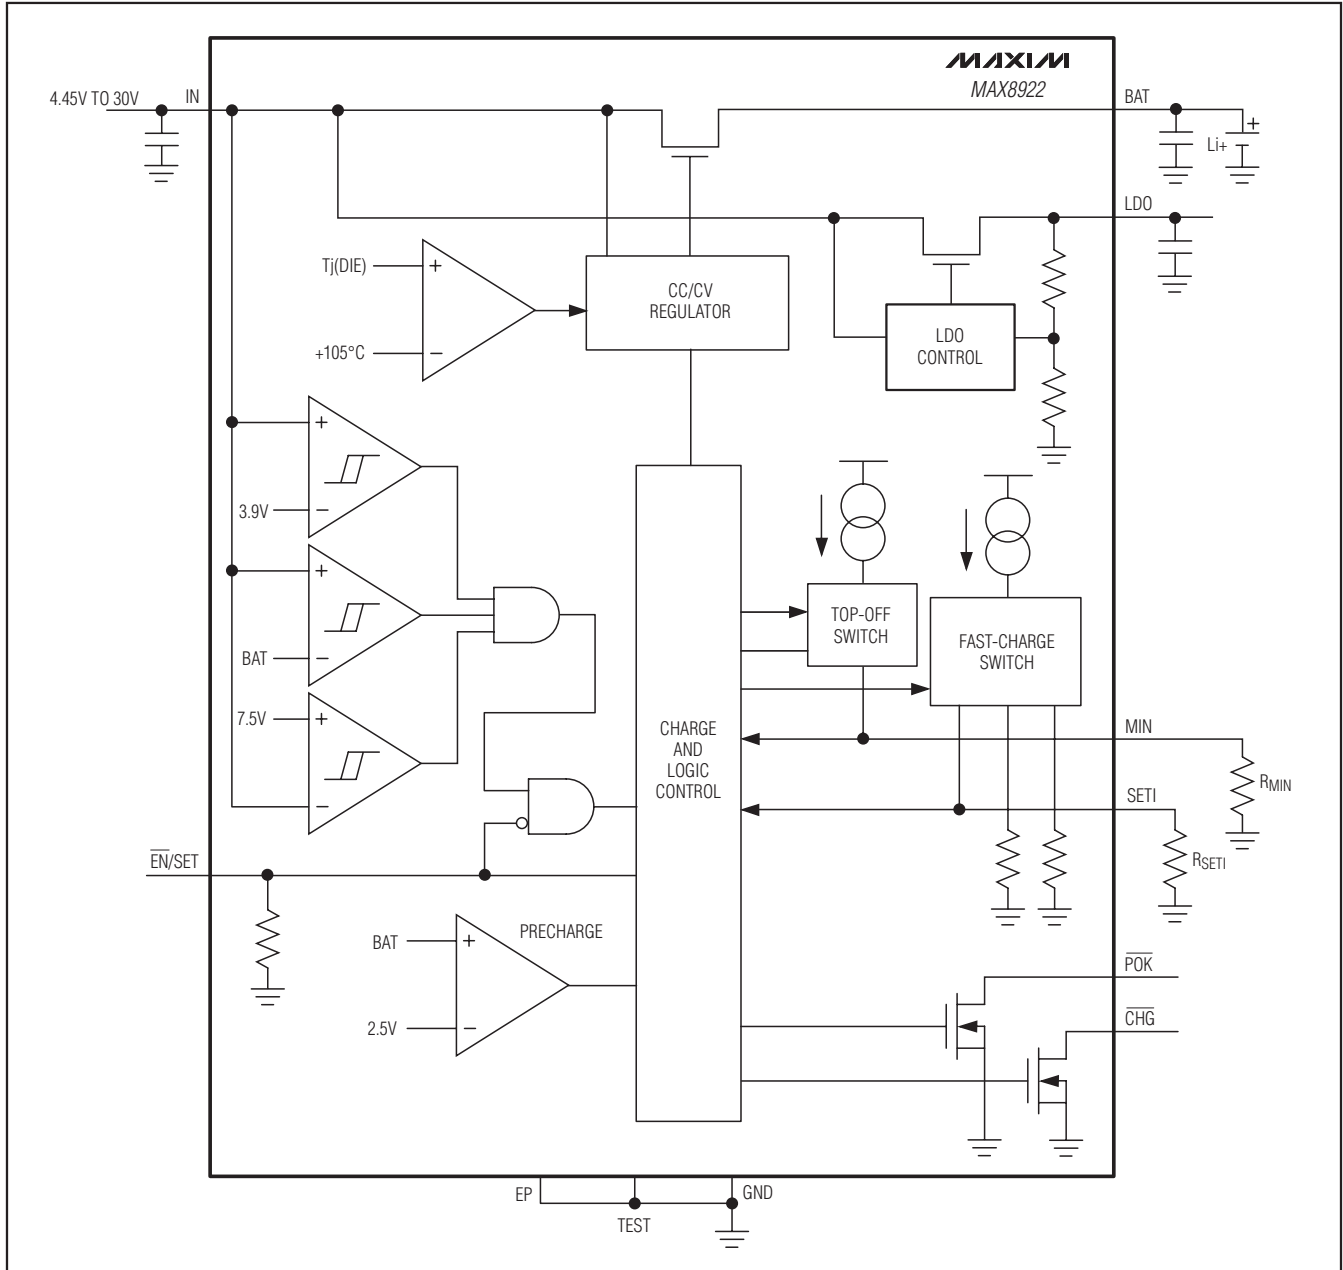 MAXIM
MAX8922
4.45V TO 30V
IN
BAT
+
Li+
LDO
Tj(DIE)
+
+105°C
−
CC/CV
REGULATOR
LDO
CONTROL
+
3.9V
−
+
BAT
−
7.5V
+
−
TOP-OFF
SWITCH
FAST-CHARGE
SWITCH
CHARGE
AND
LOGIC
CONTROL
MIN
RMIN
SETI
RSETI
EN/SET
PRECHARGE
BAT
+
2.5V
−
POK
CHG
EP
TEST
GND